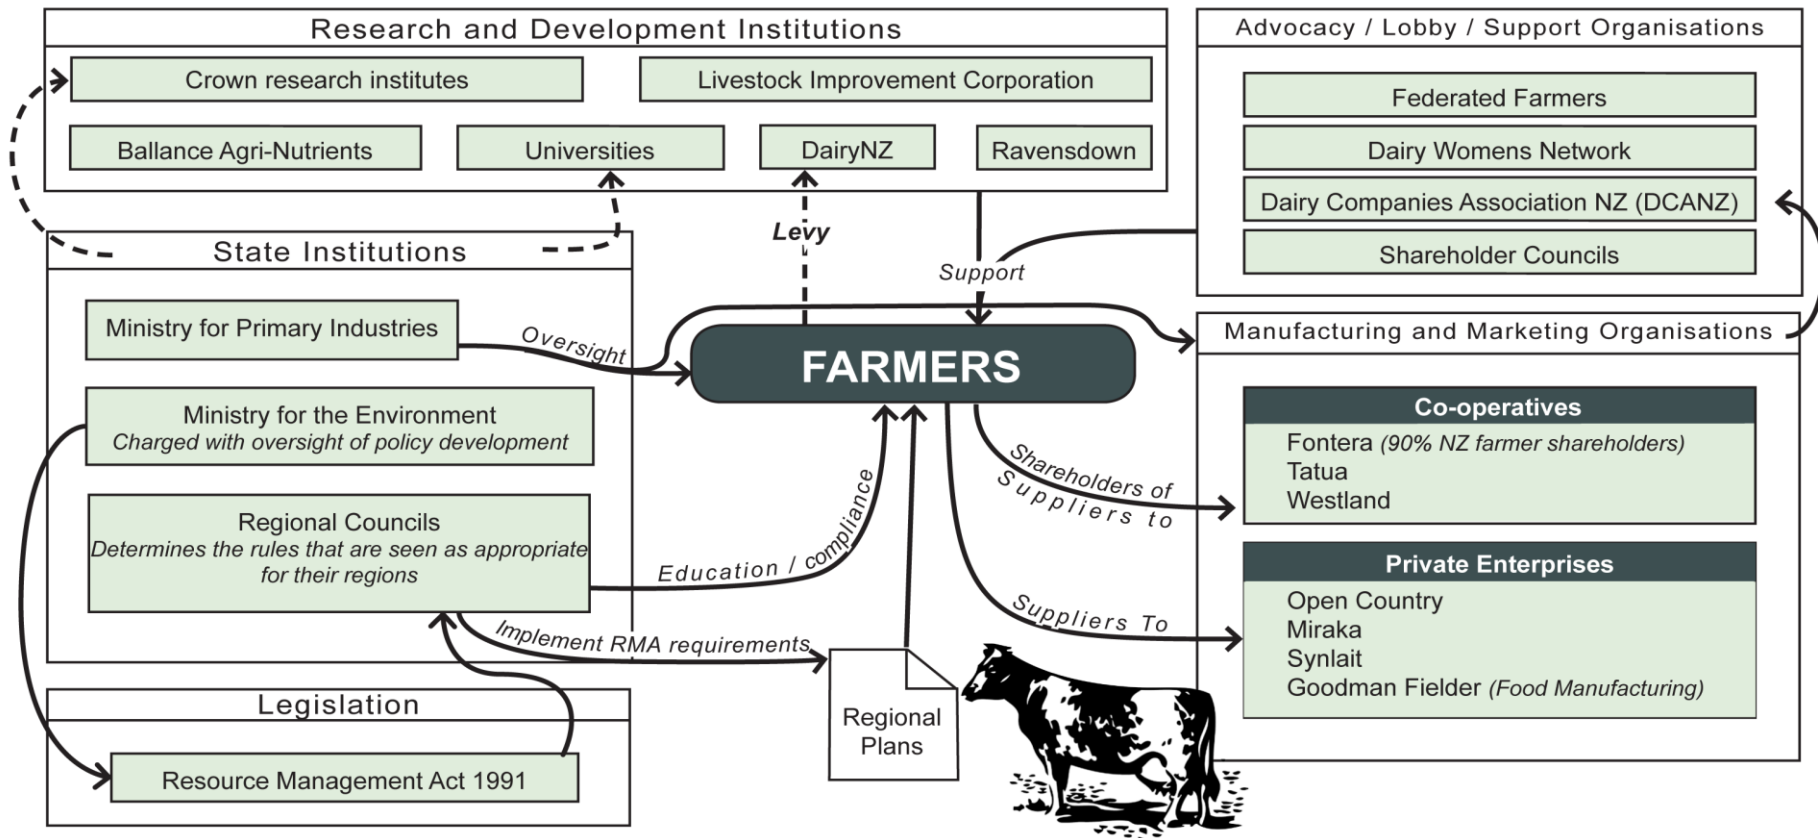 Research and Development Institutions
Crown research institutes
Livestock Improvement Corporation
Ballance Agri-Nutrients
Universities
DairyNZ
Ravensdown
Advocacy / Lobby / Support Organisations
Federated Farmers
Dairy Womens Network
Dairy Companies Association NZ (DCANZ)
Shareholder Councils
Levy
Support
State Institutions
Ministry for Primary Industries
Oversight
FARMERS
Ministry for the Environment
Charged with oversight of policy development
Regional Councils
Determines the rules that are seen as appropriate
for their regions
Education / compliance
Implement RMA requirements
Shareholders of
Suppliers to
Suppliers To
Manufacturing and Marketing Organisations
Co-operatives
Fontera (90% NZ farmer shareholders)
Tatua
Westland
Private Enterprises
Open Country
Miraka
Synlait
Goodman Fielder (Food Manufacturing)
Legislation
Resource Management Act 1991
Regional
Plans